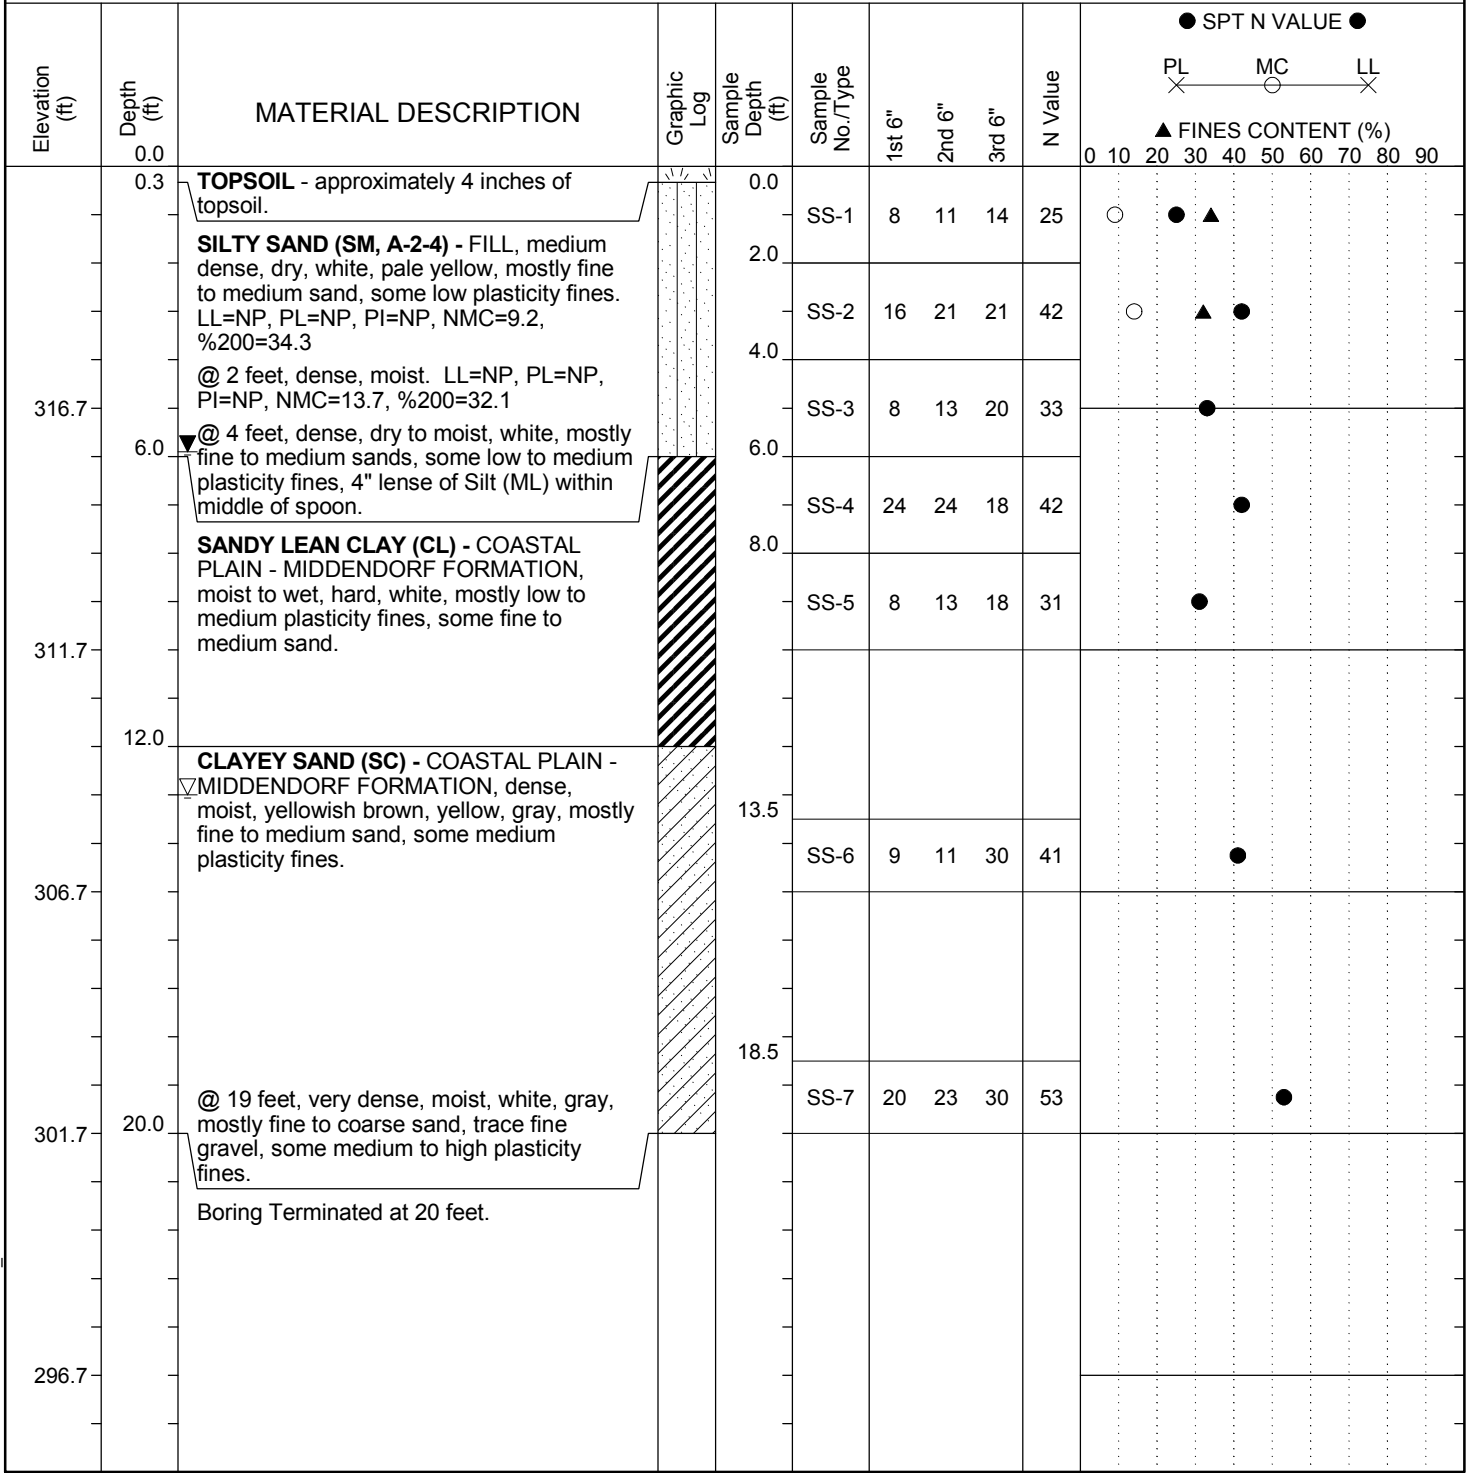 ● SPT N VALUE ●
PL MC LL
▲ FINES CONTENT (%)
0 10 20 30 40 50 60 70 80 90
Elevation
(ft)
Depth
(ft)
0.0
MATERIAL DESCRIPTION
Graphic
Log
Sample
Depth
(ft)
Sample
No./Type
1st 6"
2nd 6"
3rd 6"
N Value
0.3
TOPSOIL - approximately 4 inches of
topsoil.
0.0
SS-1 8 11 14 25
SILTY SAND (SM, A-2-4) - FILL, medium
dense, dry, white, pale yellow, mostly fine
to medium sand, some low plasticity fines.
LL=NP, PL=NP, PI=NP, NMC=9.2,
%200=34.3
2.0
SS-2 16 21 21 42
4.0
@ 2 feet, dense, moist. LL=NP, PL=NP,
PI=NP, NMC=13.7, %200=32.1
316.7
SS-3 8 13 20 33
@ 4 feet, dense, dry to moist, white, mostly
fine to medium sands, some low to medium
plasticity fines, 4" lense of Silt (ML) within
middle of spoon.
6.0
6.0
SS-4 24 24 18 42
SANDY LEAN CLAY (CL) - COASTAL
PLAIN - MIDDENDORF FORMATION,
moist to wet, hard, white, mostly low to
medium plasticity fines, some fine to
medium sand.
8.0
SS-5 8 13 18 31
311.7
12.0
CLAYEY SAND (SC) - COASTAL PLAIN -
MIDDENDORF FORMATION, dense,
moist, yellowish brown, yellow, gray, mostly
fine to medium sand, some medium
plasticity fines.
13.5
SS-6 9 11 30 41
306.7
18.5
SS-7 20 23 30 53
@ 19 feet, very dense, moist, white, gray,
mostly fine to coarse sand, trace fine
gravel, some medium to high plasticity
fines.
301.7
20.0
Boring Terminated at 20 feet.
296.7